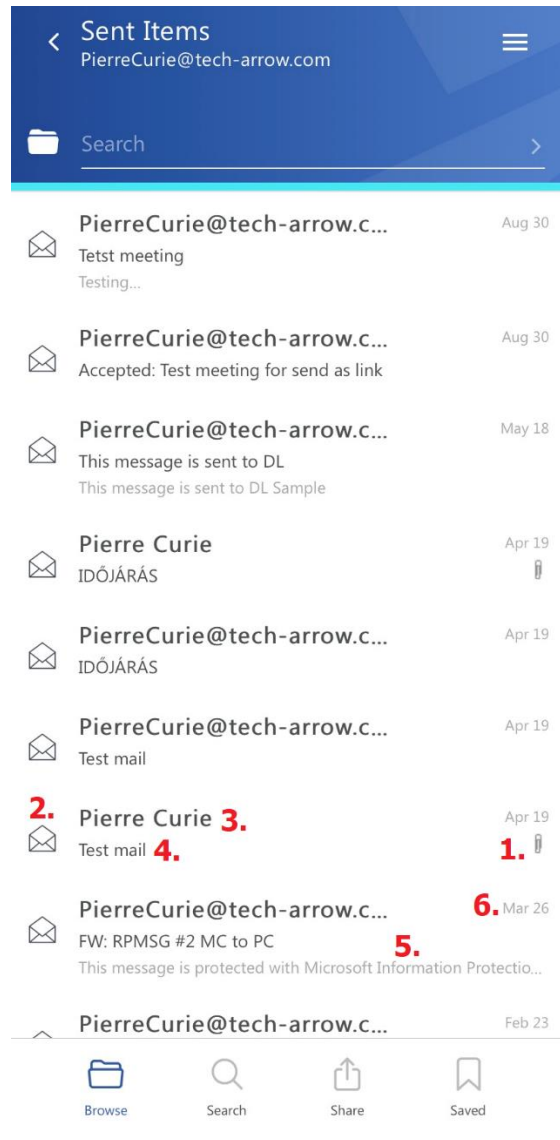 Sent Items
PierreCurie@tech-arrow.com
Search
PierreCurie@tech-arrow.c... Aug 30
Tetst meeting
Testing...
PierreCurie@tech-arrow.c... Aug 30
Accepted: Test meeting for send as link
PierreCurie@tech-arrow.c... May 18
This message is sent to DL
This message is sent to DL Sample
Pierre Curie Apr 19
IDŐJÁRÁS
PierreCurie@tech-arrow.c... Apr 19
IDŐJÁRÁS
PierreCurie@tech-arrow.c... Apr 19
Test mail
2. Pierre Curie 3. Apr 19
Test mail 4. 1.
PierreCurie@tech-arrow.c... 6. Mar 26
FW: RPMSG #2 MC to PC 5.
This message is protected with Microsoft Information Protectio...
PierreCurie@tech-arrow.c... Feb 23
Browse Search Share Saved